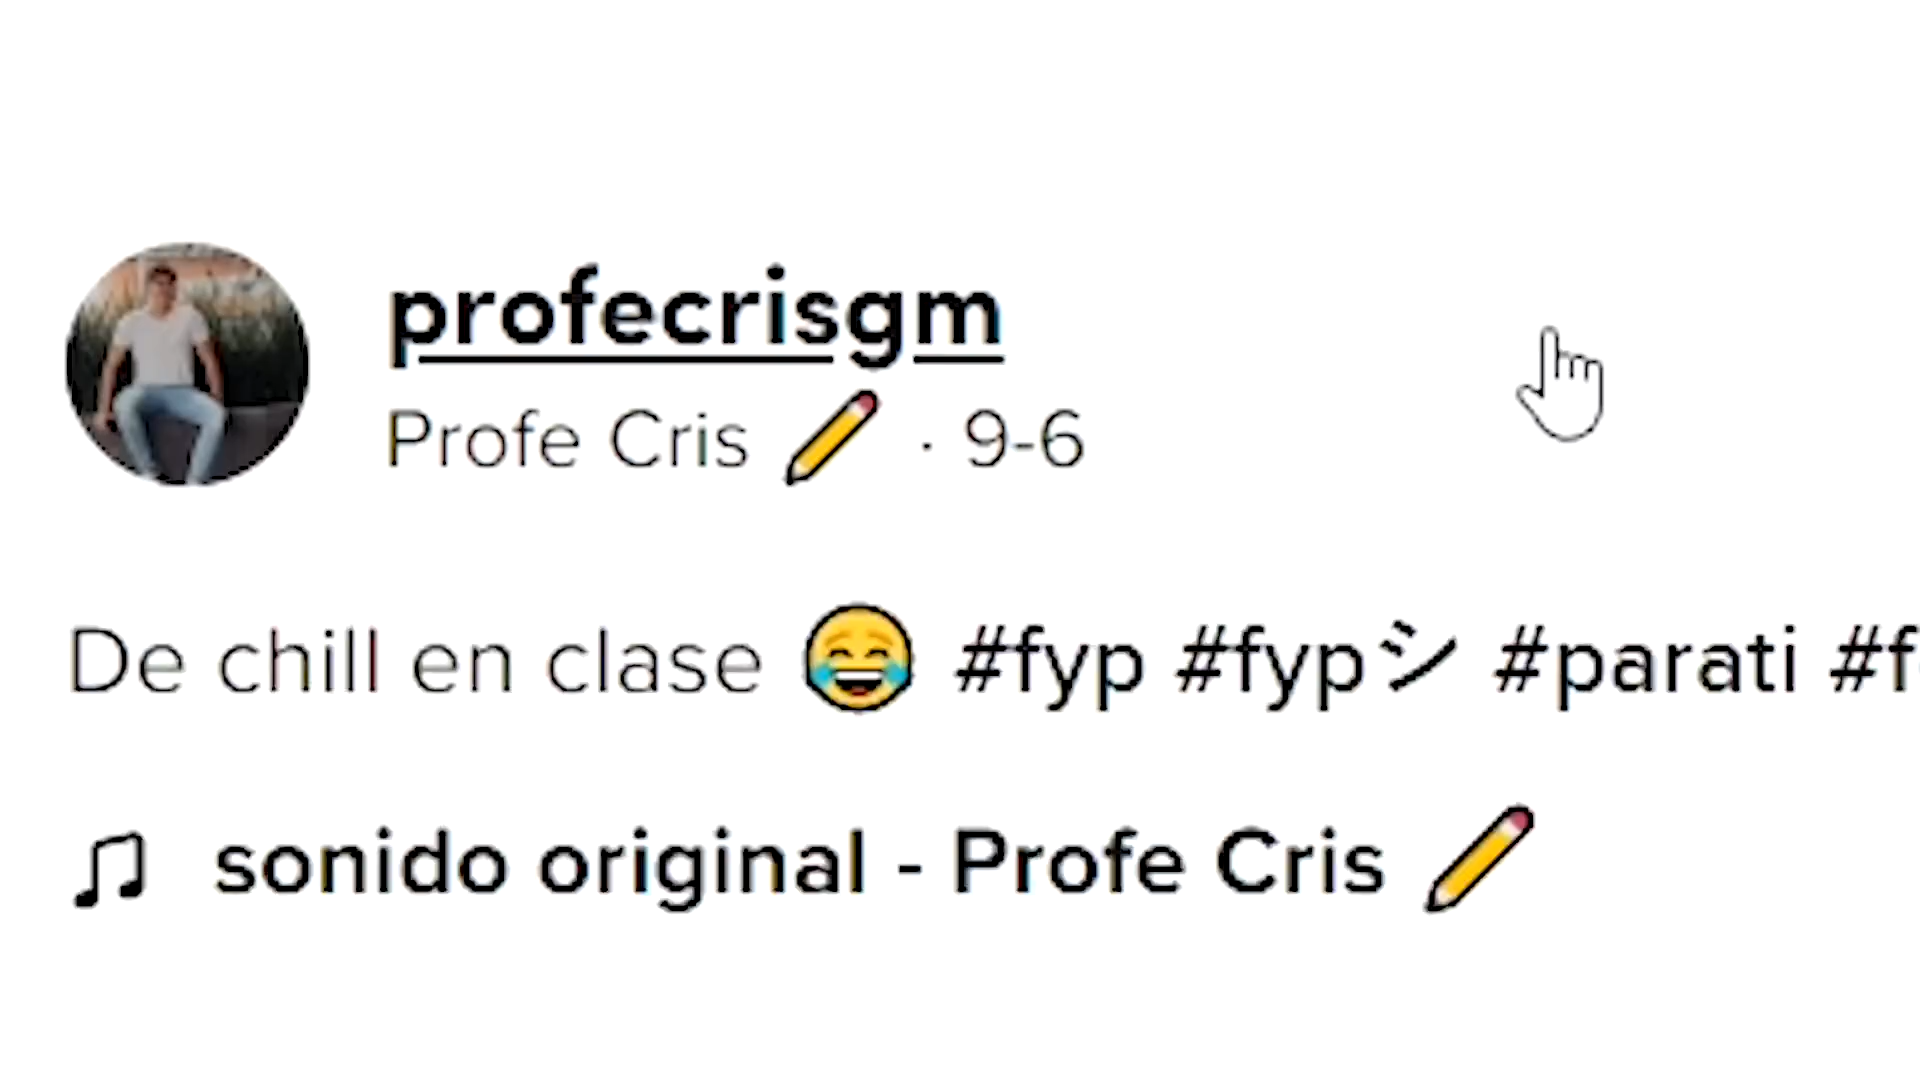 profecrisgm
Profe Cris ✏️ · 9-6
De chill en clase 😂 #fyp #fypシ #parati #f
♫ sonido original - Profe Cris ✏️